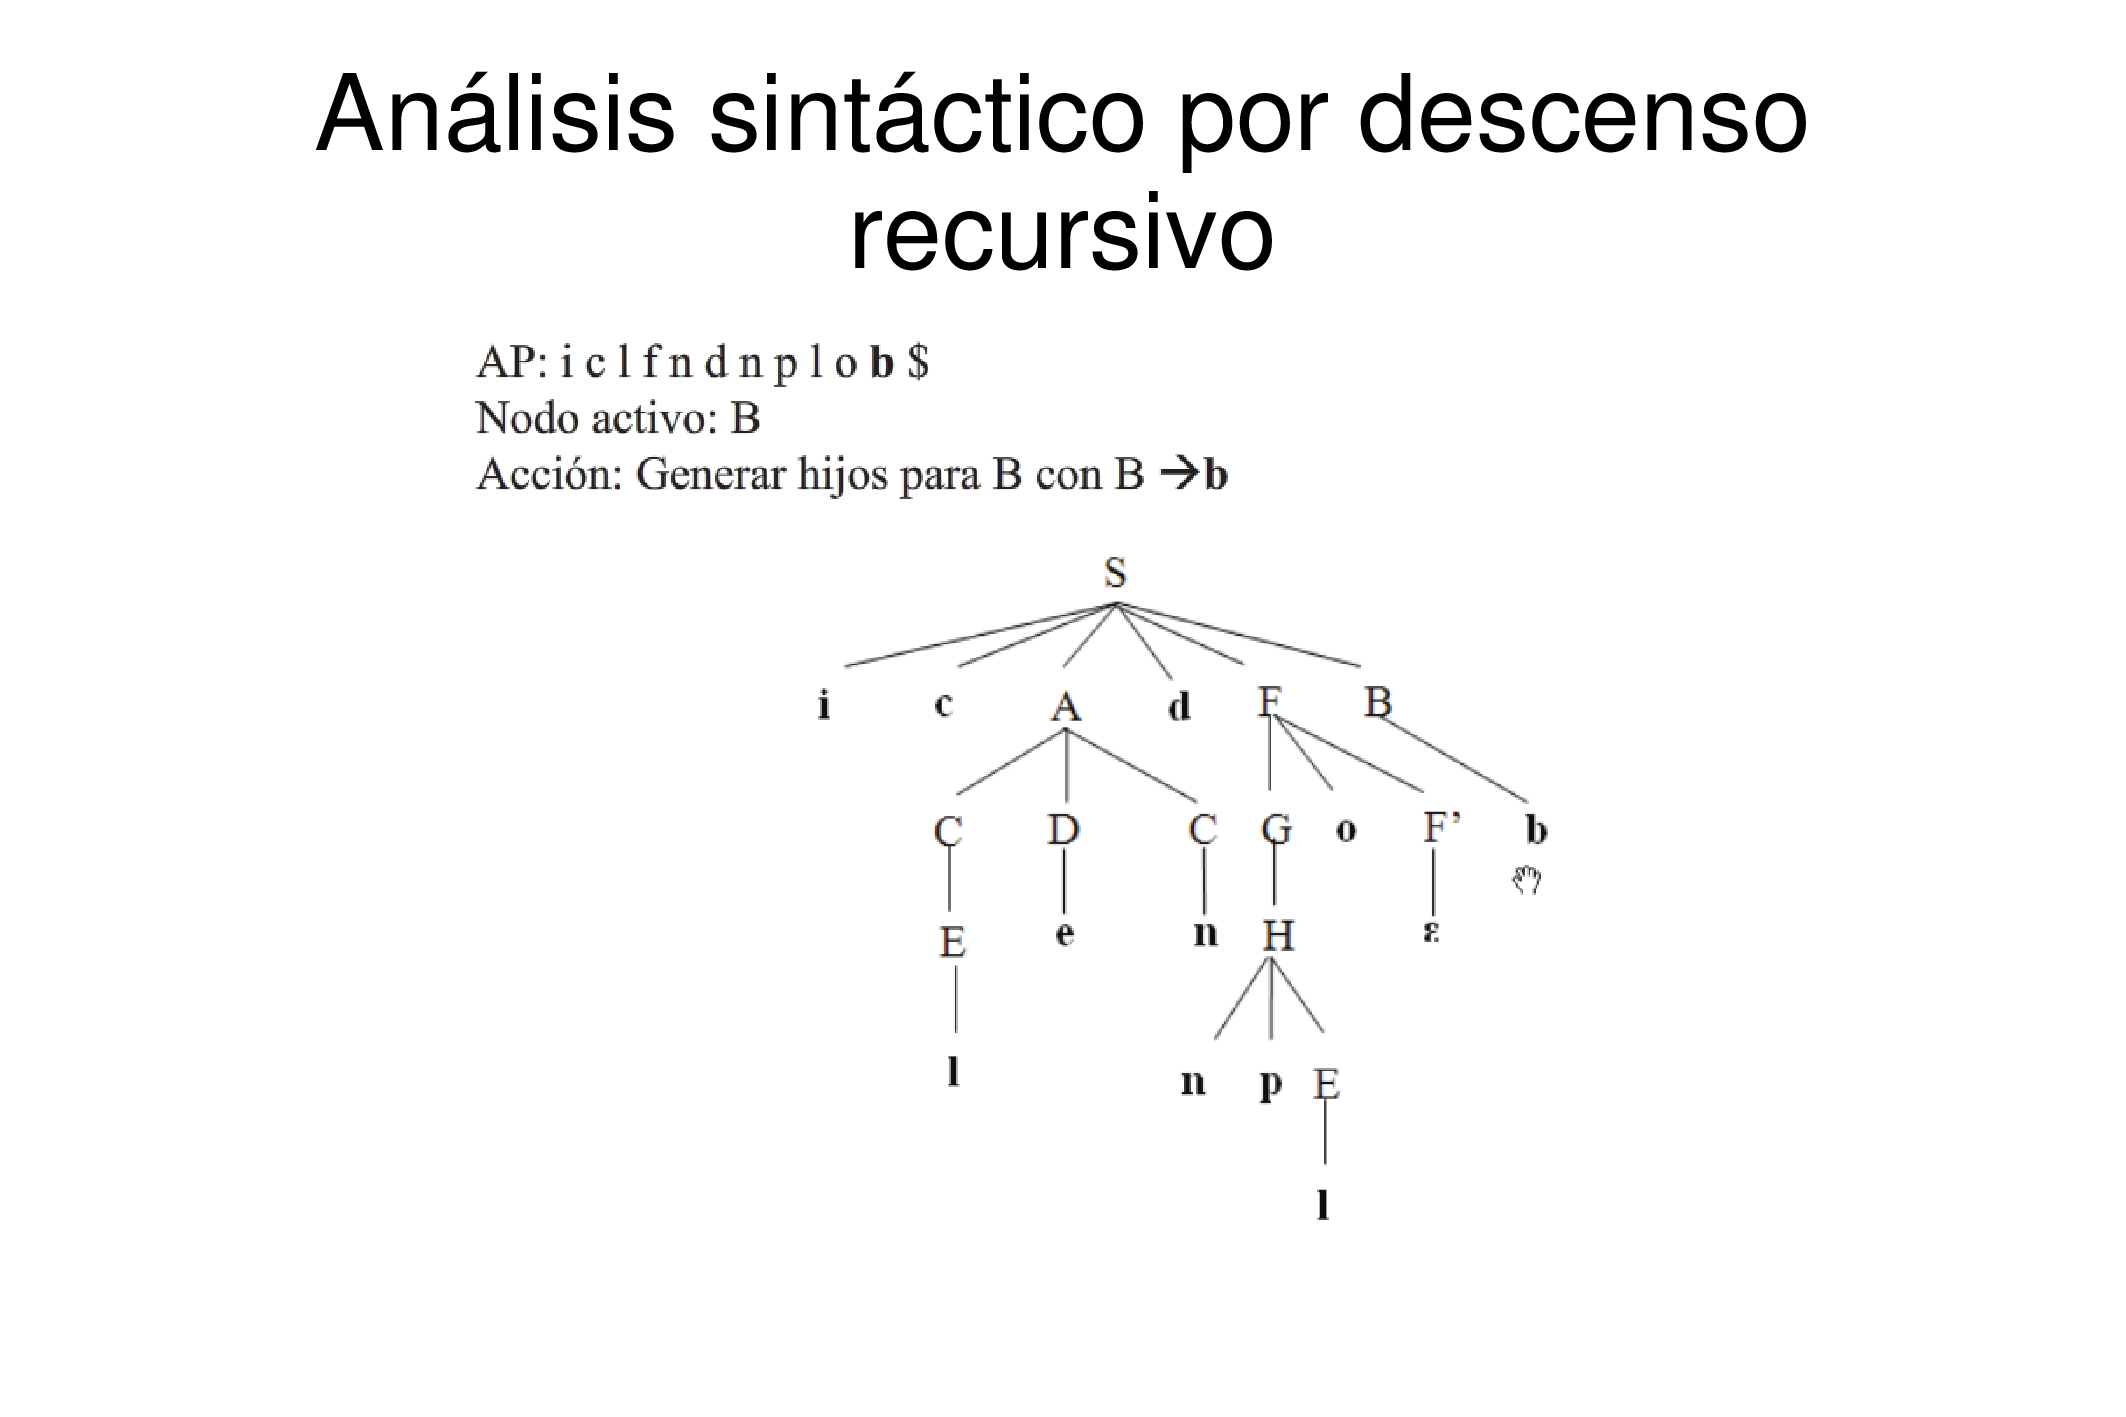 Análisis sintáctico por descenso
recursivo
AP: i c l f n d n p l o b $
Nodo activo: B
Acción: Generar hijos para B con B →b
S
i c A d F B
C D C G o F’ b
E e n H ε
l n p E
l